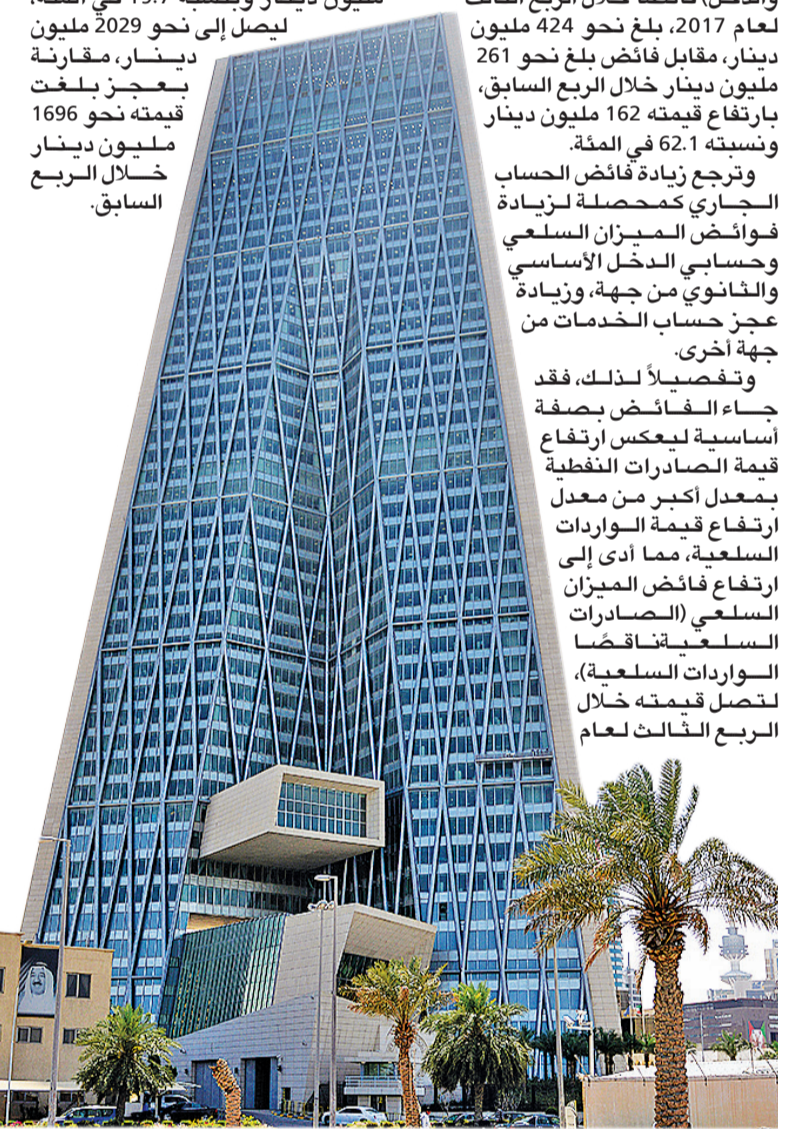 لعام 2017، بلغ نحو 424 مليون
دينار، مقابل فائض بلغ نحو 261
مليون دينار خلال الربع السابق،
بارتفاع قيمته 162 مليون دينار
ونسبته 62.1 في المئة.
وترجع زيادة فائض الحساب
الجاري كمحصلة لزيادة
فوائض الميزان السلعي
وحسابي الدخل الأساسي
والثانوي من جهة، وزيادة
عجز حساب الخدمات من
جهة أخرى.
وتفصيلاً لذلك، فقد
جاء الفائض بصفة
أساسية ليعكس ارتفاع
قيمة الصادرات النفطية
بمعدل أكبر من معدل
ارتفاع قيمة الواردات
السلعية، مما أدى إلى
ارتفاع فائض الميزان
السلعي (الصادرات
السلعيةناقصًا
الواردات السلعية)،
لتصل قيمته خلال
الربع الثالث لعام
ليصل إلى نحو 2029 مليون
دينار، مقارنة
بعجز بلغت
قيمته نحو 1696
مليون دينار
خلال الربع
السابق.